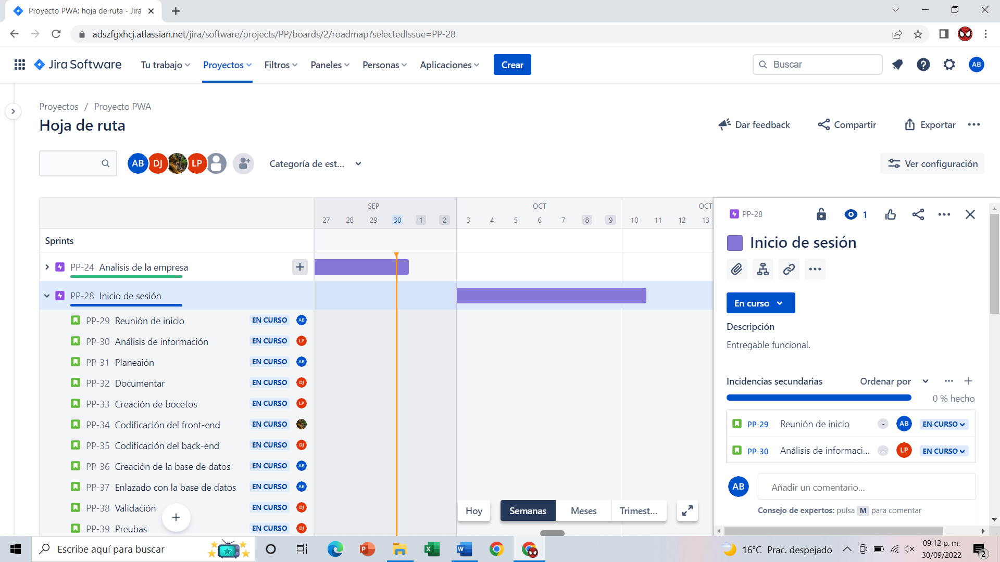 Proyecto PWA: hoja de ruta - Jira
adszfgxhcj.atlassian.net/jira/software/projects/PP/boards/2/roadmap?selectedIssue=PP-28
Jira Software Tu trabajo Proyectos Filtros Paneles Personas Aplicaciones Crear Buscar AB
Proyectos / Proyecto PWA
Hoja de ruta
Dar feedback Compartir Exportar
AB DJ LP Categoría de est... Ver configuración
SEP OCT OCT
27 28 29 30 1 2 3 4 5 6 7 8 9 10 11 12 13
Sprints
PP-24 Analisis de la empresa
PP-28 Inicio de sesión
PP-29 Reunión de inicio EN CURSO AB
PP-30 Análisis de información EN CURSO LP
PP-31 Planeaión EN CURSO AB
PP-32 Documentar EN CURSO DJ
PP-33 Creación de bocetos EN CURSO LP
PP-34 Codificación del front-end EN CURSO
PP-35 Codificación del back-end EN CURSO DJ
PP-36 Creación de la base de datos EN CURSO AB
PP-37 Enlazado con la base de datos EN CURSO AB
PP-38 Validación EN CURSO DJ
PP-39 Preubas EN CURSO DJ
Hoy Semanas Meses Trimest...
PP-28 1
Inicio de sesión
En curso
Descripción
Entregable funcional.
Incidencias secundarias Ordenar por
0 % hecho
PP-29 Reunión de inicio - AB EN CURSO
PP-30 Análisis de informaci... - LP EN CURSO
AB Añadir un comentario...
Consejo de expertos: pulsa M para comentar
Escribe aquí para buscar
16°C Prac. despejado
09:12 p. m.
30/09/2022
2